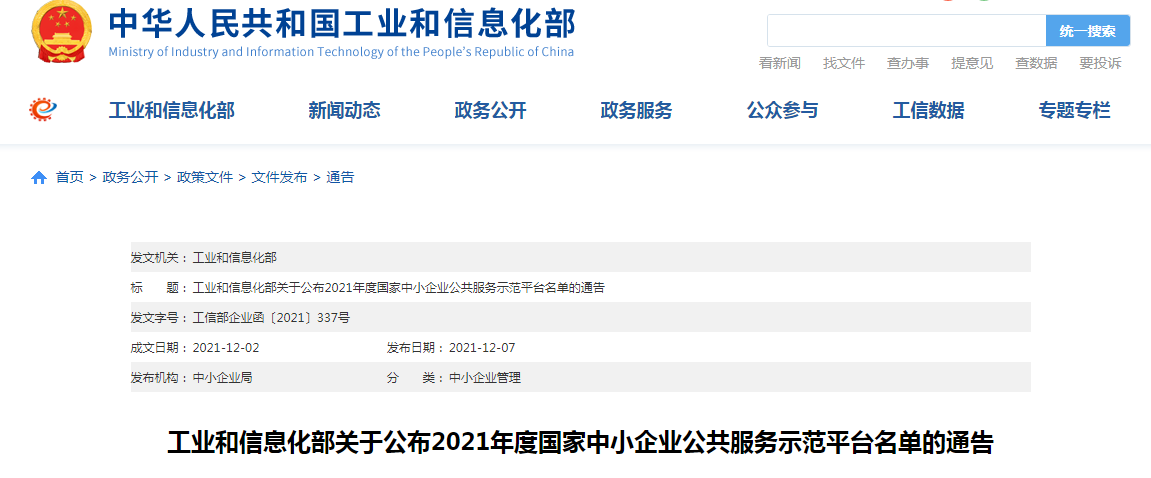 中华人民共和国工业和信息化部
Ministry of Industry and Information Technology of the People's Republic of China
统一搜索
看新闻 找文件 查办事 提意见 查数据 要投诉
工业和信息化部 新闻动态 政务公开 政务服务 公众参与 工信数据 专题专栏
首页 > 政务公开 > 政策文件 > 文件发布 > 通告
发文机关： 工业和信息化部
标 题： 工业和信息化部关于公布2021年度国家中小企业公共服务示范平台名单的通告
发文字号： 工信部企业函〔2021〕337号
成文日期： 2021-12-02 发布日期： 2021-12-07
发布机构： 中小企业局 分 类： 中小企业管理
工业和信息化部关于公布2021年度国家中小企业公共服务示范平台名单的通告